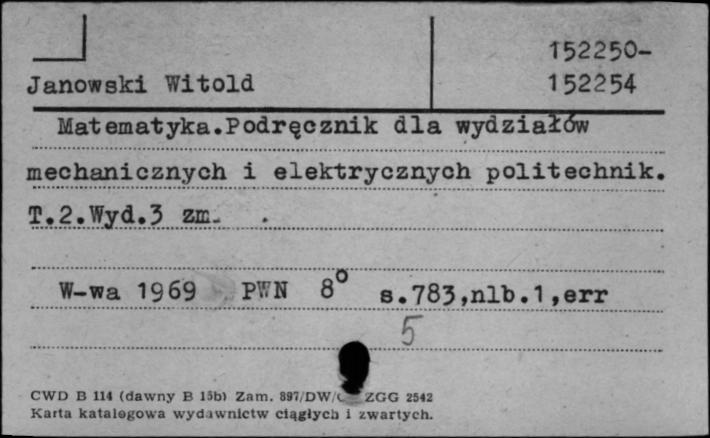 152250-
Janowski Witold 152254
Matematyka.Podręcznik dla wydziałów
mechanicznych i elektrycznych politechnik.
T.2.Wyd.3 zm.
W-wa 1969 PWN 8° s.783,nlb.1,err
5
CWD B 114 (dawny B 15b) Zam. 897/DW/ ZGG 2542
Karta katalogowa wydawnictw ciągłych i zwartych.